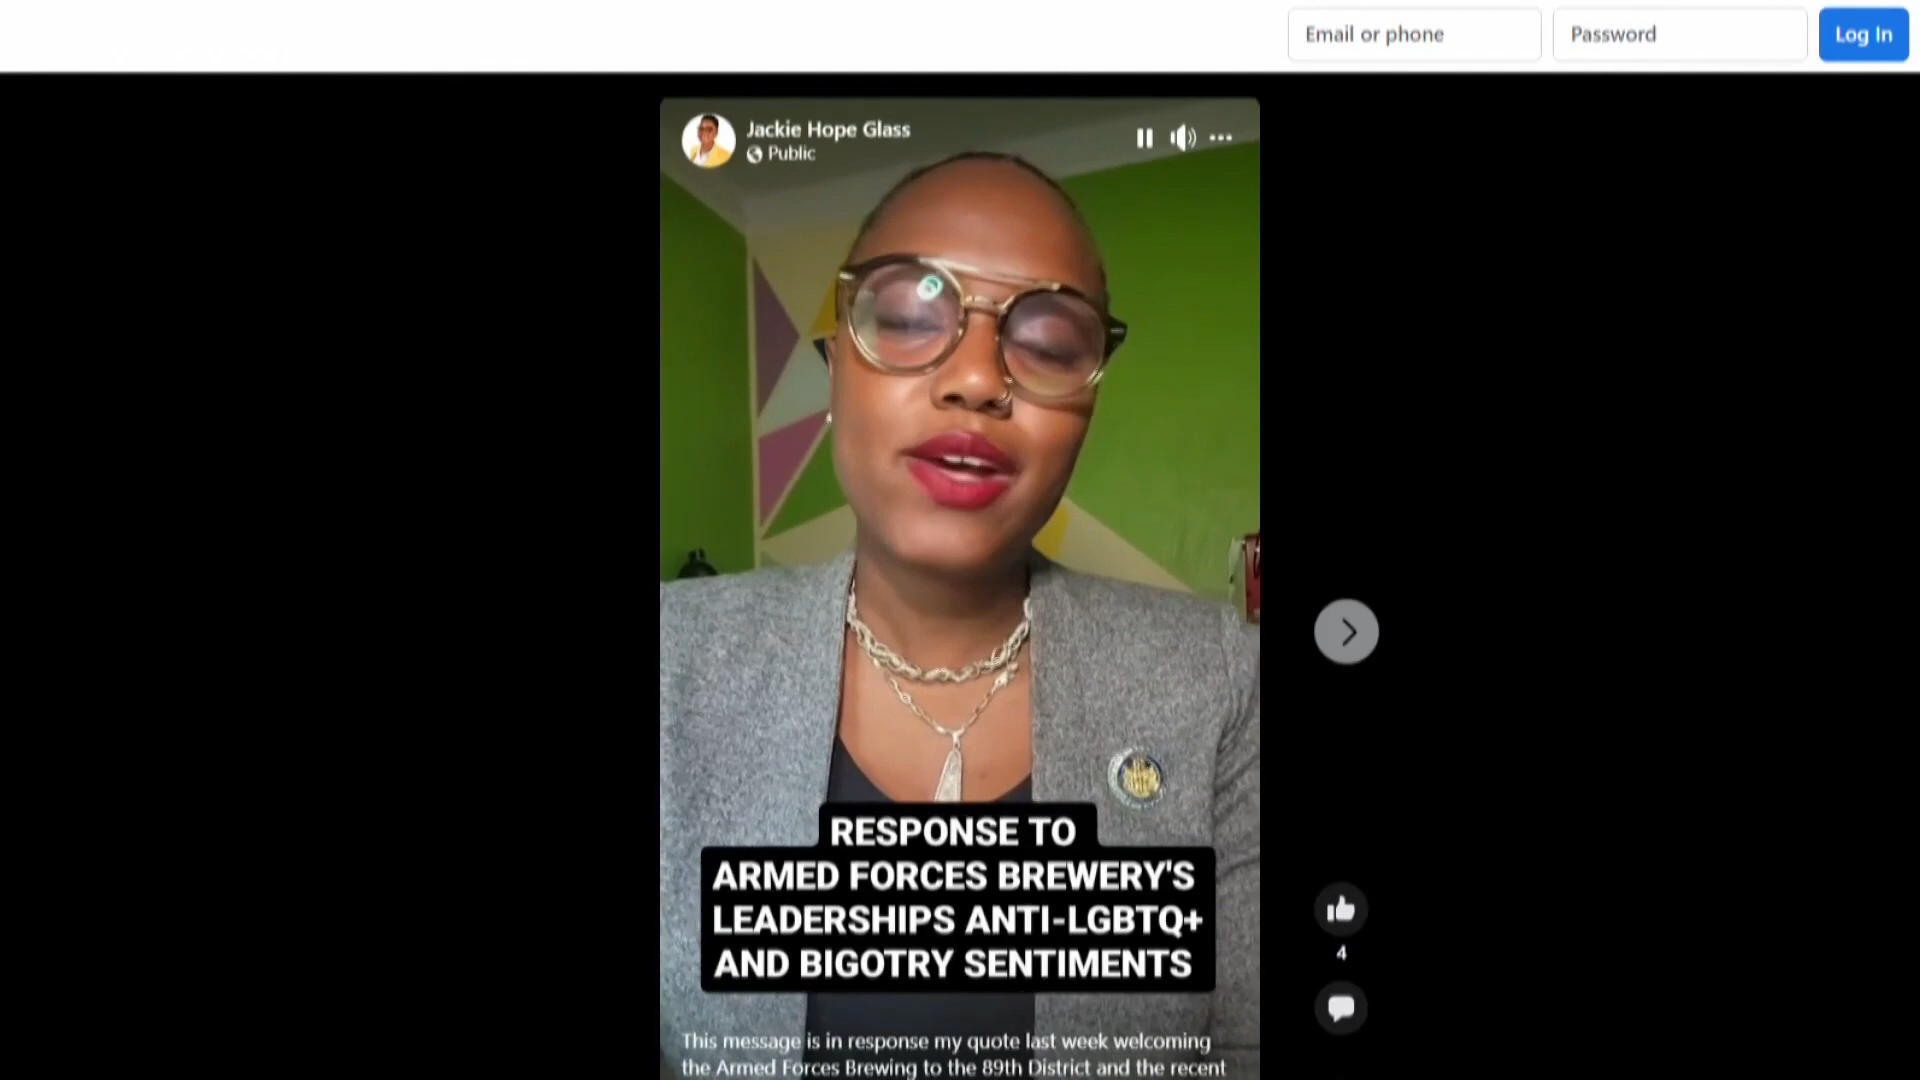 Email or phone
Password
Log In
Jackie Hope Glass
Public
RESPONSE TO
ARMED FORCES BREWERY'S
LEADERSHIPS ANTI-LGBTQ+
AND BIGOTRY SENTIMENTS
4
This message is in response my quote last week welcoming
the Armed Forces Brewing to the 89th District and the recent